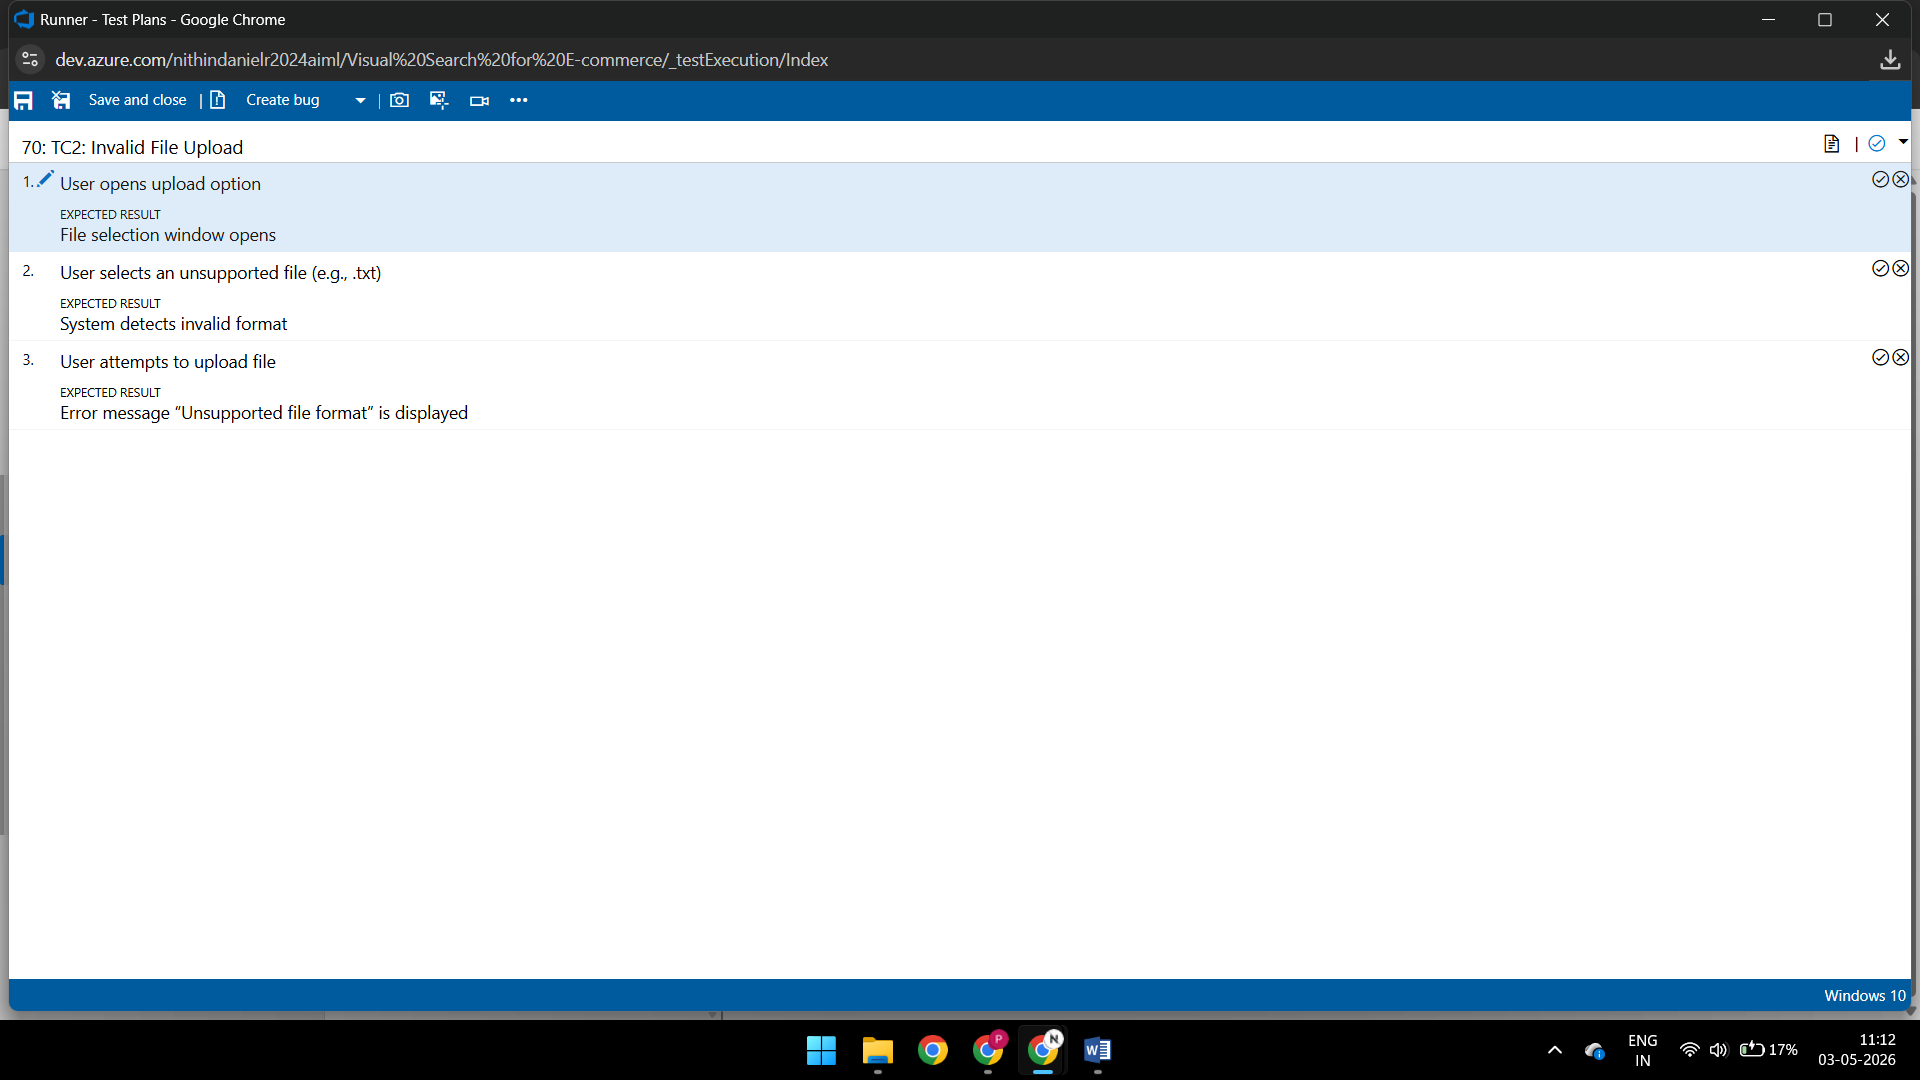 Runner - Test Plans - Google Chrome
dev.azure.com/nithindanielr2024aiml/Visual%20Search%20for%20E-commerce/_testExecution/Index
Save and close | Create bug |
70: TC2: Invalid File Upload
1. User opens upload option
EXPECTED RESULT
File selection window opens
2. User selects an unsupported file (e.g., .txt)
EXPECTED RESULT
System detects invalid format
3. User attempts to upload file
EXPECTED RESULT
Error message “Unsupported file format” is displayed
Windows 10
P
N
W
ENG
IN
17%
11:12
03-05-2026